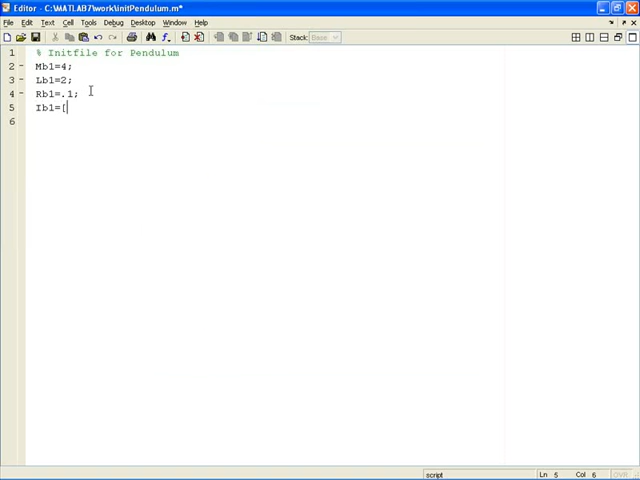 Editor - C:\MATLAB7\work\initPendulum.m*
File Edit Text Cell Tools Debug Desktop Window Help
Stack: Base
1 % Initfile for Pendulum
2 - Mb1=4;
3 - Lb1=2;
4 - Rb1=.1;
5 Ib1=[
6
script Ln 5 Col 6 OVR